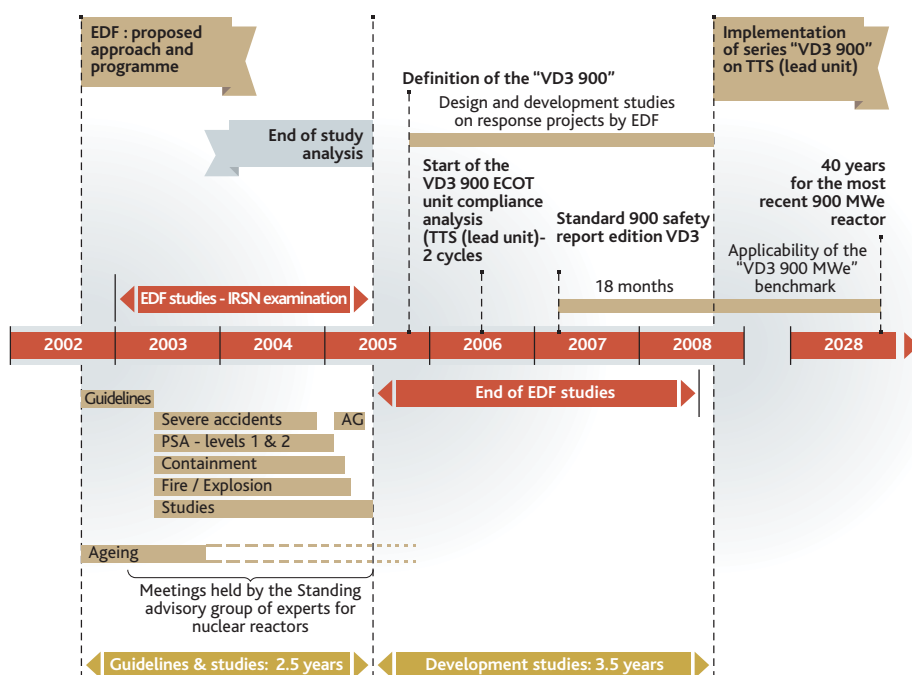 EDF : proposed
approach and
programme
Implementation
of series “VD3 900”
on TTS (lead unit)
Definition of the “VD3 900”
Design and development studies
on response projects by EDF
End of study
analysis
Start of the
VD3 900 ECOT
unit compliance
analysis
(TTS (lead unit)-
2 cycles
Standard 900 safety
report edition VD3
40 years
for the most
recent 900 MWe
reactor
Applicability of the
“VD3 900 MWe”
benchmark
18 months
EDF studies - IRSN examination
2002
2003
2004
2005
2006
2007
2008
2028
End of EDF studies
Guidelines
Severe accidents
AG
PSA - levels 1 & 2
Containment
Fire / Explosion
Studies
Ageing
Meetings held by the Standing
advisory group of experts for
nuclear reactors
Guidelines & studies: 2.5 years
Development studies: 3.5 years